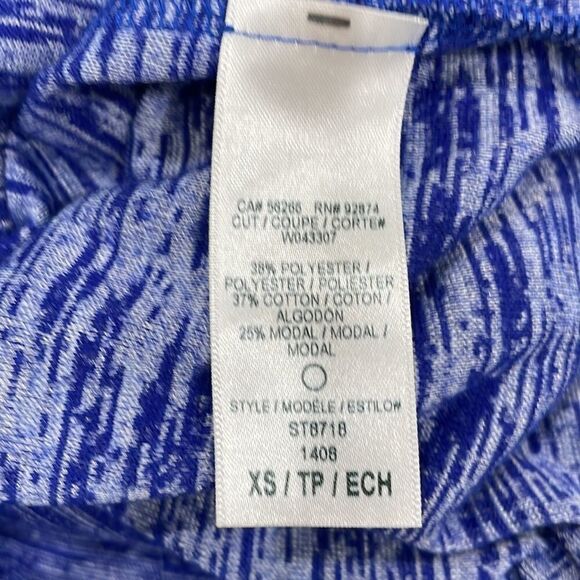 CA# 56266 RN# 92874
CUT / COUPE / CORTE#
W043307
38% POLYESTER /
POLYESTER / POLIESTER
37% COTTON / COTON /
ALGODON
25% MODAL / MODAL /
MODAL
STYLE / MODÈLE / ESTILO#
ST8718
1408
XS / TP / ECH